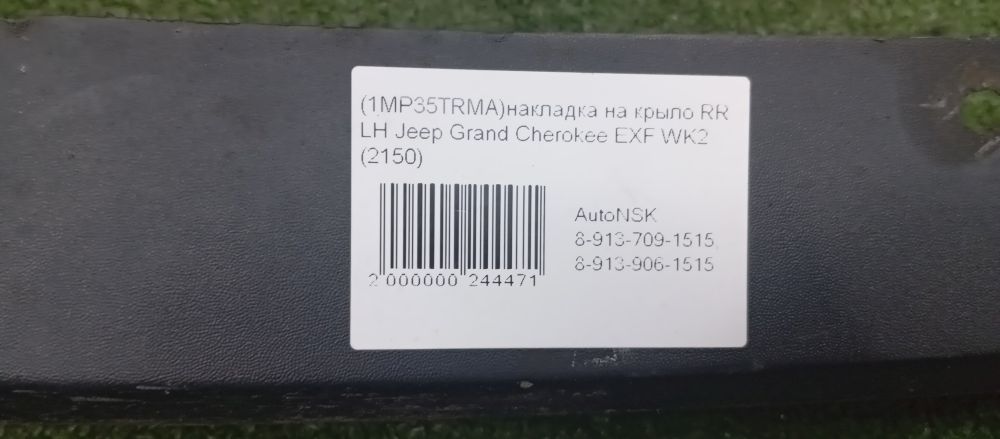 (1MP35TRMA)накладка на крыло RR
LH Jeep Grand Cherokee EXF WK2
(2150)
AutoNSK
8-913-709-1515
8-913-906-1515
2 000000 244471